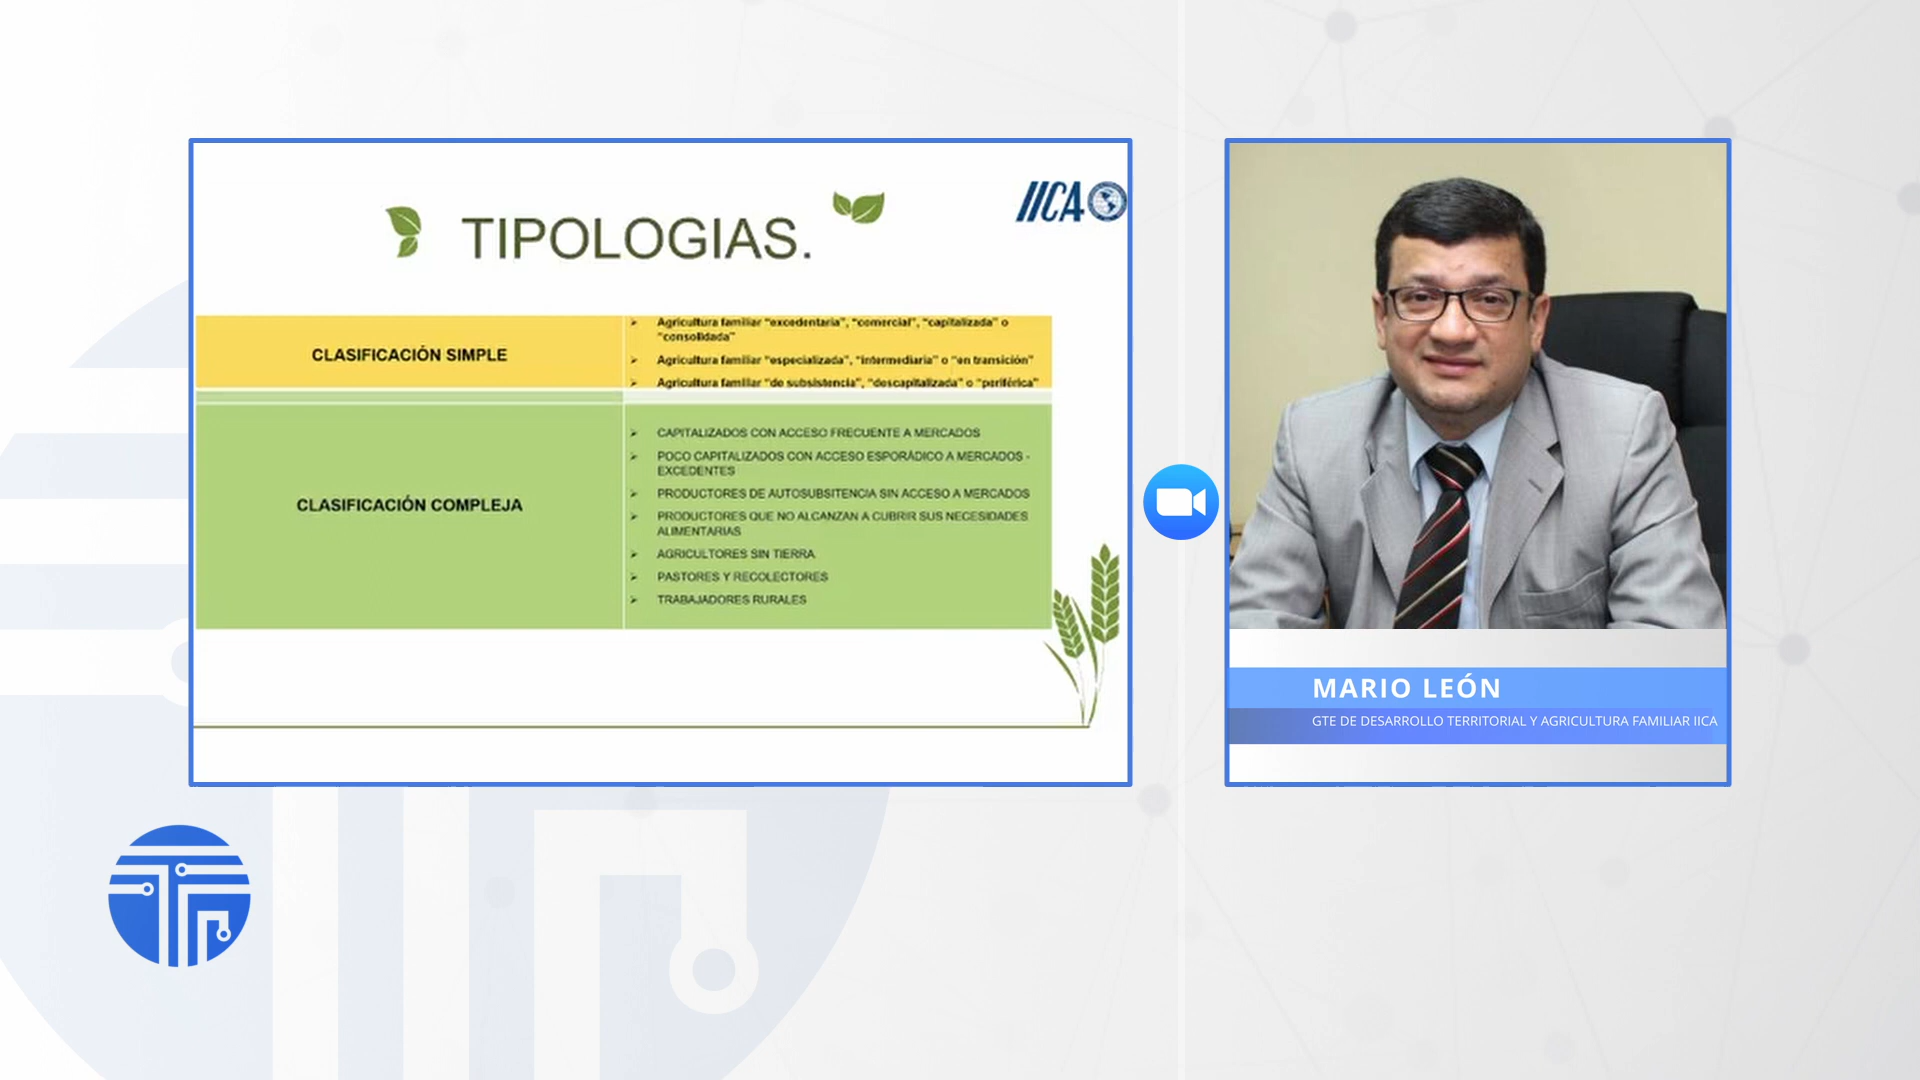 TIPOLOGIAS.
IICA
CLASIFICACIÓN SIMPLE
Agricultura familiar "excedentaria", "comercial", "capitalizada" o
"consolidada"
Agricultura familiar "especializada", "intermediaria" o "en transición"
Agricultura familiar "de subsistencia", "descapitalizada" o "periférica"
CLASIFICACIÓN COMPLEJA
CAPITALIZADOS CON ACCESO FRECUENTE A MERCADOS
POCO CAPITALIZADOS CON ACCESO ESPORÁDICO A MERCADOS -
EXCEDENTES
PRODUCTORES DE AUTOSUBSITENCIA SIN ACCESO A MERCADOS
PRODUCTORES QUE NO ALCANZAN A CUBRIR SUS NECESIDADES
ALIMENTARIAS
AGRICULTORES SIN TIERRA
PASTORES Y RECOLECTORES
TRABAJADORES RURALES
MARIO LEÓN
GTE DE DESARROLLO TERRITORIAL Y AGRICULTURA FAMILIAR IICA